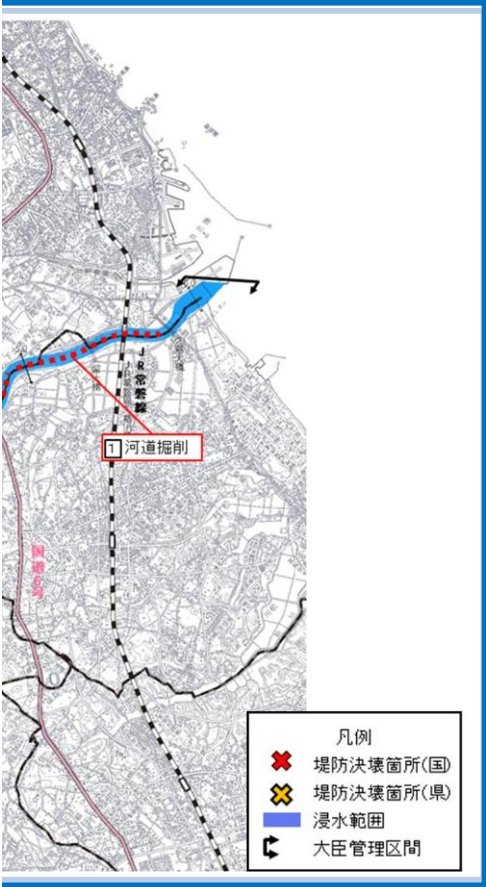 JR常磐線
1 河道掘削
国道6号
凡例
堤防決壊箇所(国)
堤防決壊箇所(県)
浸水範囲
大臣管理区間